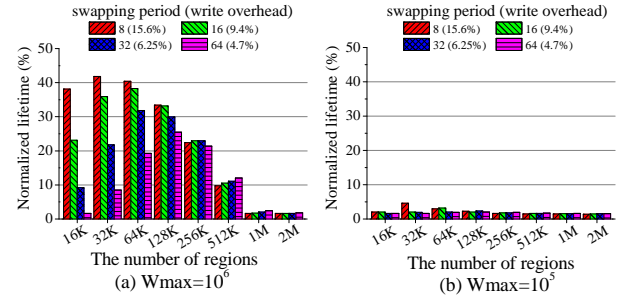 swapping period (write overhead)
8 (15.6%) 16 (9.4%)
32 (6.25%) 64 (4.7%)
Normalized lifetime (%)
50
40
30
20
10
0
16K 32K 64K 128K 256K 512K 1M 2M
The number of regions
(a) Wmax=10^6
swapping period (write overhead)
8 (15.6%) 16 (9.4%)
32 (6.25%) 64 (4.7%)
Normalized lifetime (%)
50
40
30
20
10
0
16K 32K 64K 128K 256K 512K 1M 2M
The number of regions
(b) Wmax=10^5